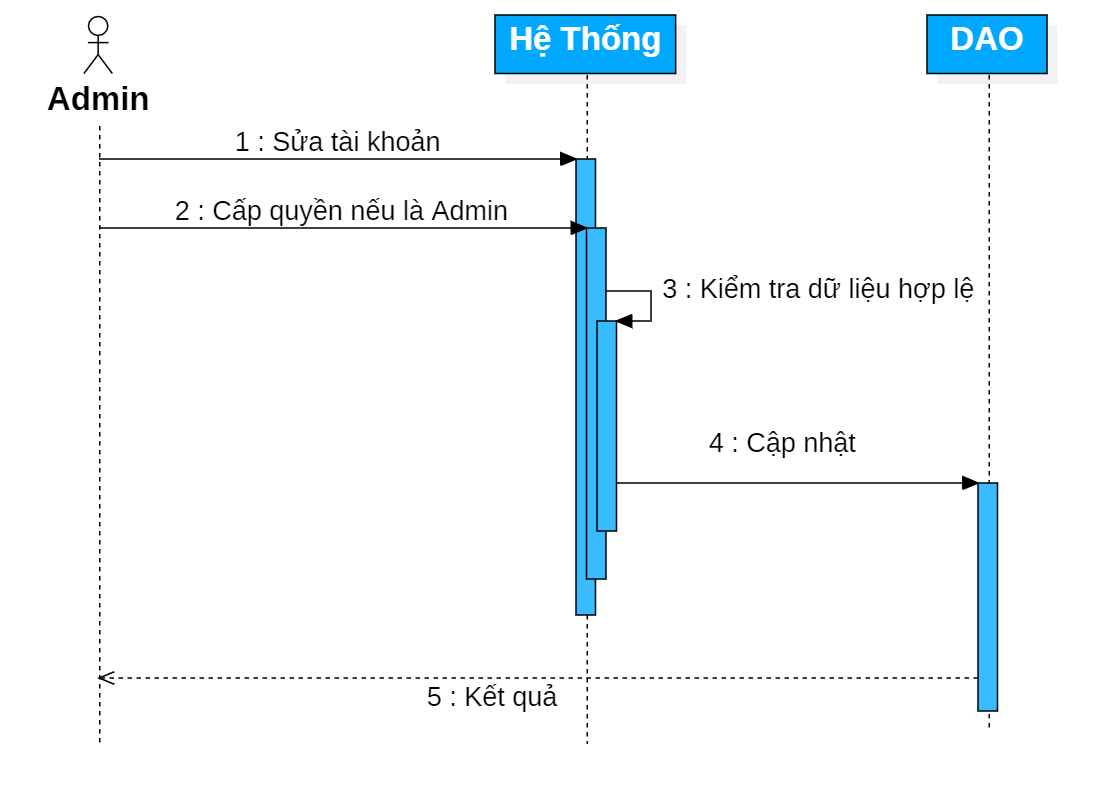 Hệ Thống
DAO
Admin
1 : Sửa tài khoản
2 : Cấp quyền nếu là Admin
3 : Kiểm tra dữ liệu hợp lệ
4 : Cập nhật
5 : Kết quả